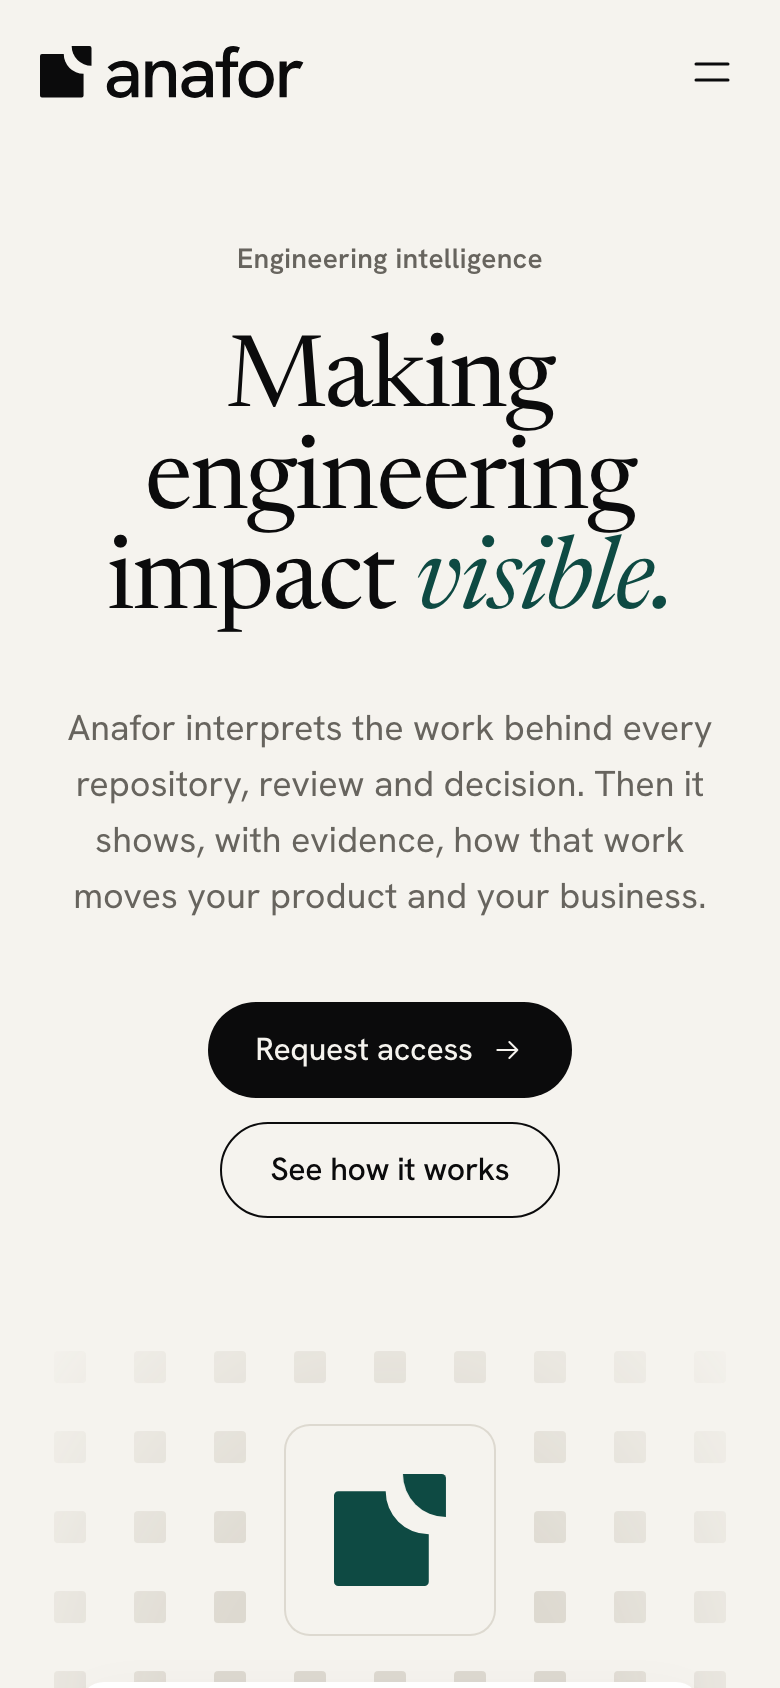 anafor
Engineering intelligence
Making
engineering
impact visible.
Anafor interprets the work behind every
repository, review and decision. Then it
shows, with evidence, how that work
moves your product and your business.
Request access →
See how it works